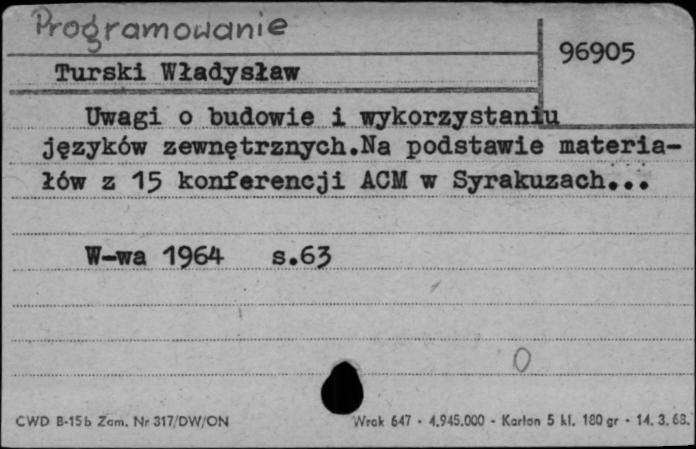 Programowanie
96905
Turski Władysław
Uwagi o budowie i wykorzystaniu
języków zewnętrznych.Na podstawie materia-
łów z 15 konferencji ACM w Syrakuzach...
W-wa 1964 s.63
0
CWD B-15b Zam. Nr 317/DW/ON
Wrok 647 - 4.945.000 - Karton 5 kl. 180 gr - 14.3.68.